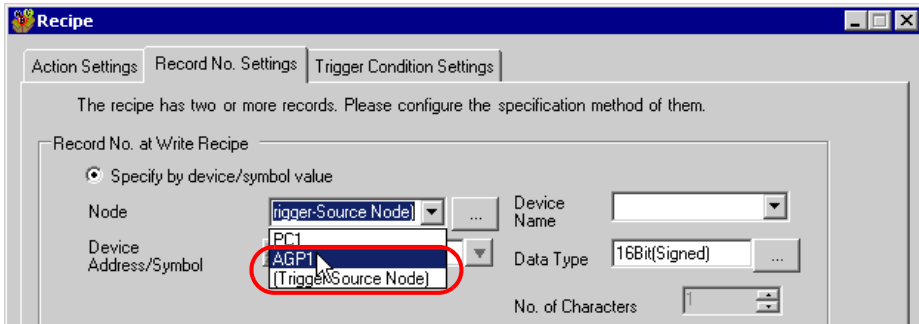 Recipe
Action Settings Record No. Settings Trigger Condition Settings
The recipe has two or more records. Please configure the specification method of them.
Record No. at Write Recipe
Specify by device/symbol value
Node rigger-Source Node) ... Device Name
PC1
AGP1
(Trigger-Source Node)
Device Address/Symbol Data Type 16Bit(Signed) ...
No. of Characters 1